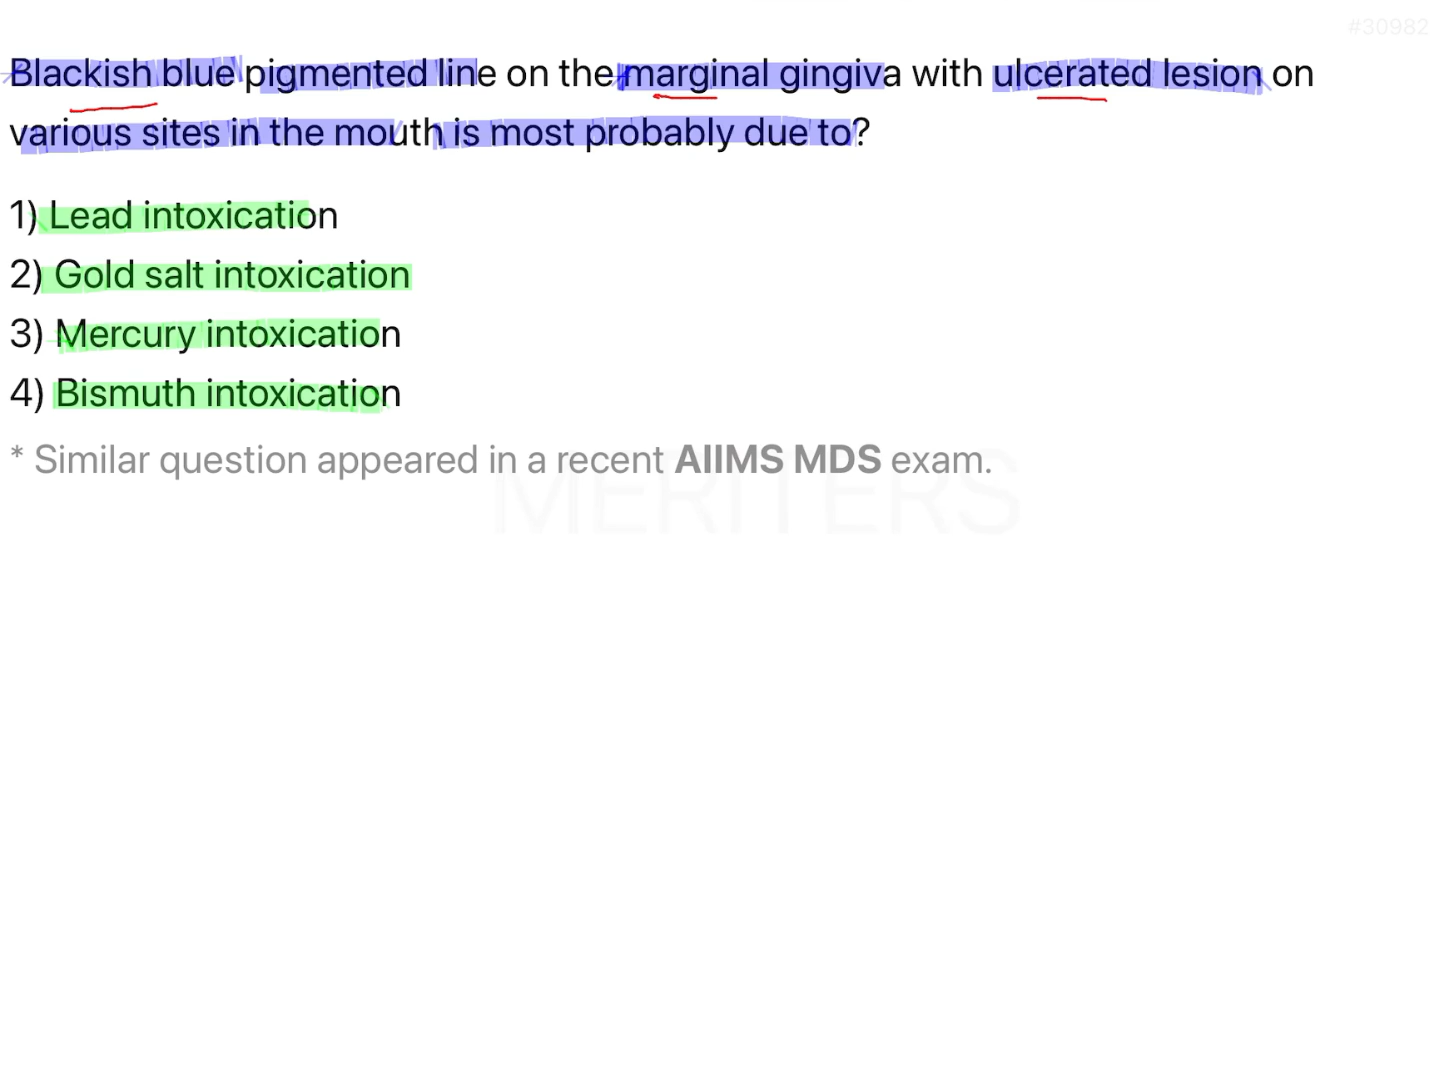 #30982
Blackish blue pigmented line on the marginal gingiva with ulcerated lesion on
various sites in the mouth is most probably due to?
1) Lead intoxication
2) Gold salt intoxication
3) Mercury intoxication
4) Bismuth intoxication
* Similar question appeared in a recent AIIMS MDS exam.
MERITERS